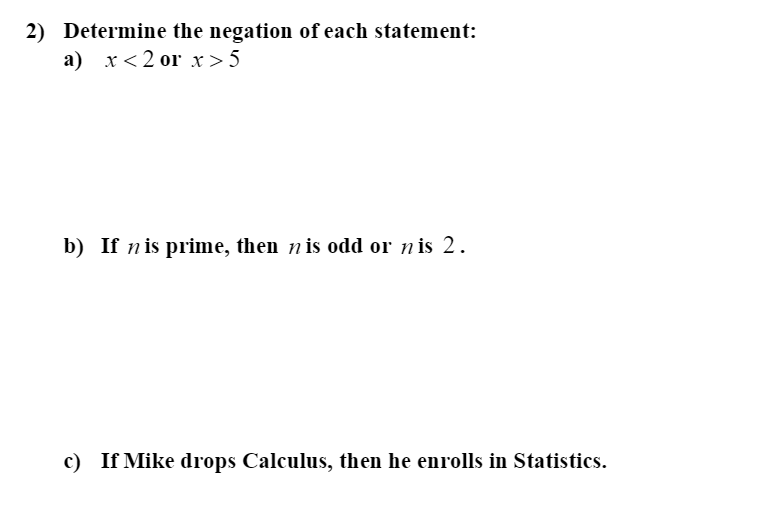 2) Determine the negation of each statement:
a) x < 2 or x > 5
b) If n is prime, then n is odd or n is 2.
c) If Mike drops Calculus, then he enrolls in Statistics.